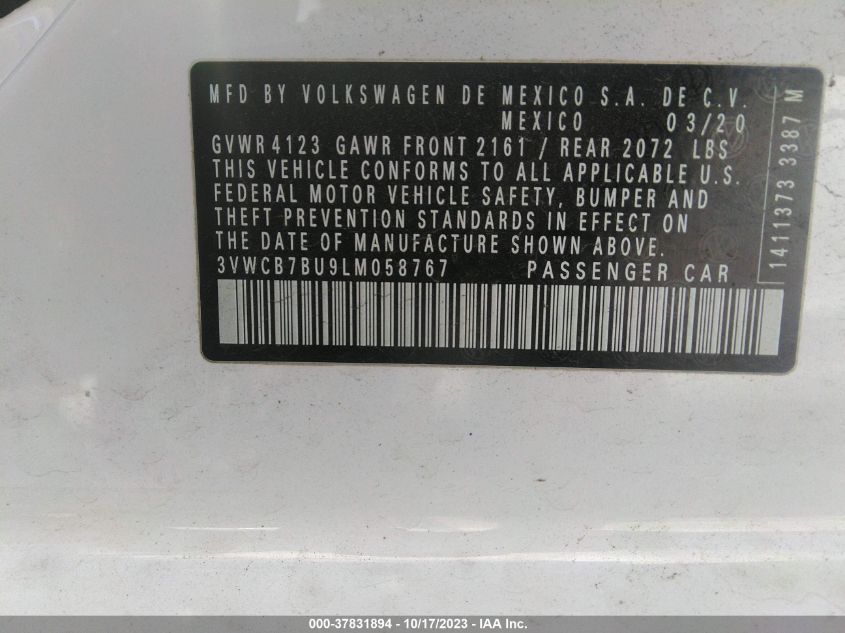 MFD BY VOLKSWAGEN DE MEXICO S.A. DE C.V.
MEXICO 03/20
GVWR 4123 GAWR FRONT 2161 / REAR 2072 LBS
THIS VEHICLE CONFORMS TO ALL APPLICABLE U.S.
FEDERAL MOTOR VEHICLE SAFETY, BUMPER AND
THEFT PREVENTION STANDARDS IN EFFECT ON
THE DATE OF MANUFACTURE SHOWN ABOVE.
3VWCB7BU9LM058767 PASSENGER CAR
1411373 3387 M
000-37831894 - 10/17/2023 - IAA Inc.